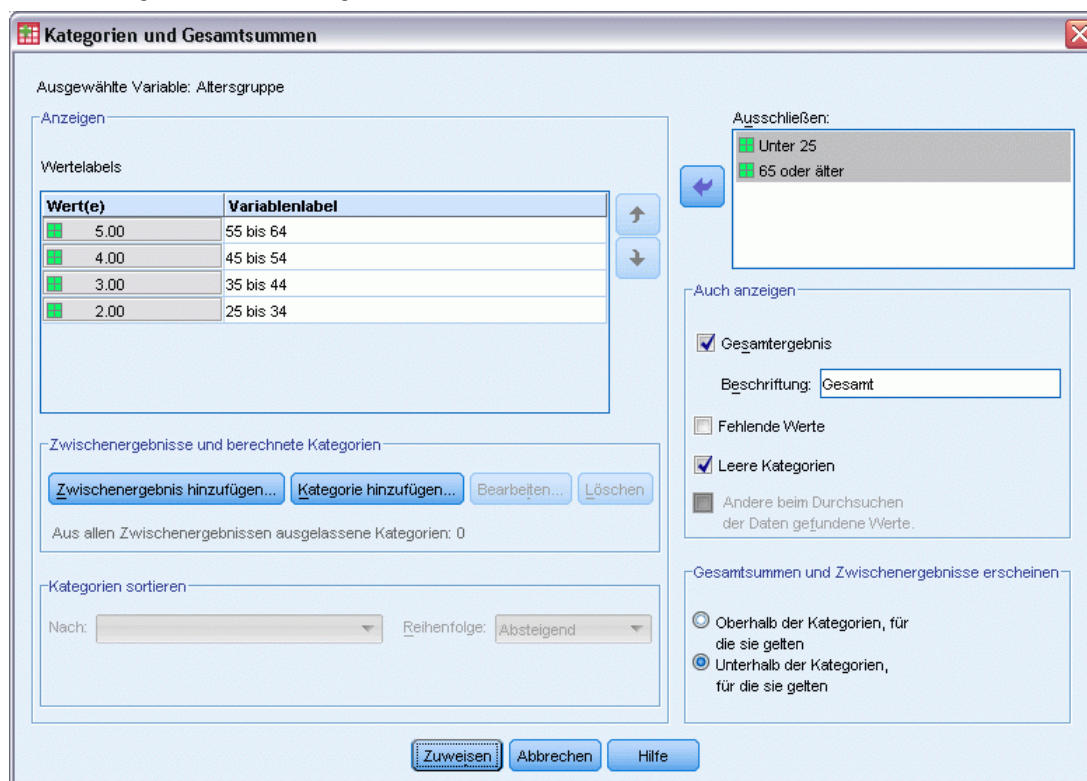 Kategorien und Gesamtsummen
Ausgewählte Variable: Altersgruppe
Anzeigen
Wertelabels
Wert(e) Variablenlabel
5.00 55 bis 64
4.00 45 bis 54
3.00 35 bis 44
2.00 25 bis 34
Zwischenergebnisse und berechnete Kategorien
Zwischenergebnis hinzufügen... Kategorie hinzufügen... Bearbeiten... Löschen
Aus allen Zwischenergebnissen ausgelassene Kategorien: 0
Kategorien sortieren
Nach: Reihenfolge: Absteigend
Ausschließen:
Unter 25
65 oder älter
Auch anzeigen
Gesamtergebnis
Beschriftung: Gesamt
Fehlende Werte
Leere Kategorien
Andere beim Durchsuchen
der Daten gefundene Werte.
Gesamtsummen und Zwischenergebnisse erscheinen
Oberhalb der Kategorien, für
die sie gelten
Unterhalb der Kategorien,
für die sie gelten
Zuweisen Abbrechen Hilfe